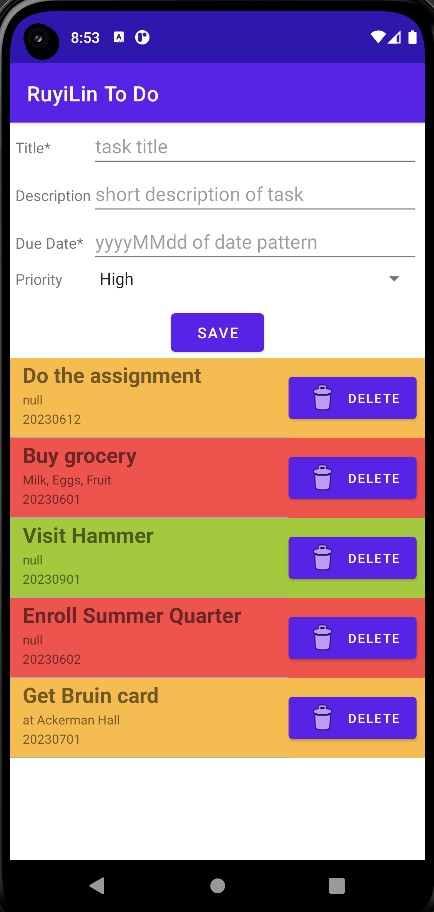 8:53
RuyiLin To Do
Title* task title
Description short description of task
Due Date* yyyyMMdd of date pattern
Priority High
SAVE
Do the assignment
null
20230612
DELETE
Buy grocery
Milk, Eggs, Fruit
20230601
DELETE
Visit Hammer
null
20230901
DELETE
Enroll Summer Quarter
null
20230602
DELETE
Get Bruin card
at Ackerman Hall
20230701
DELETE